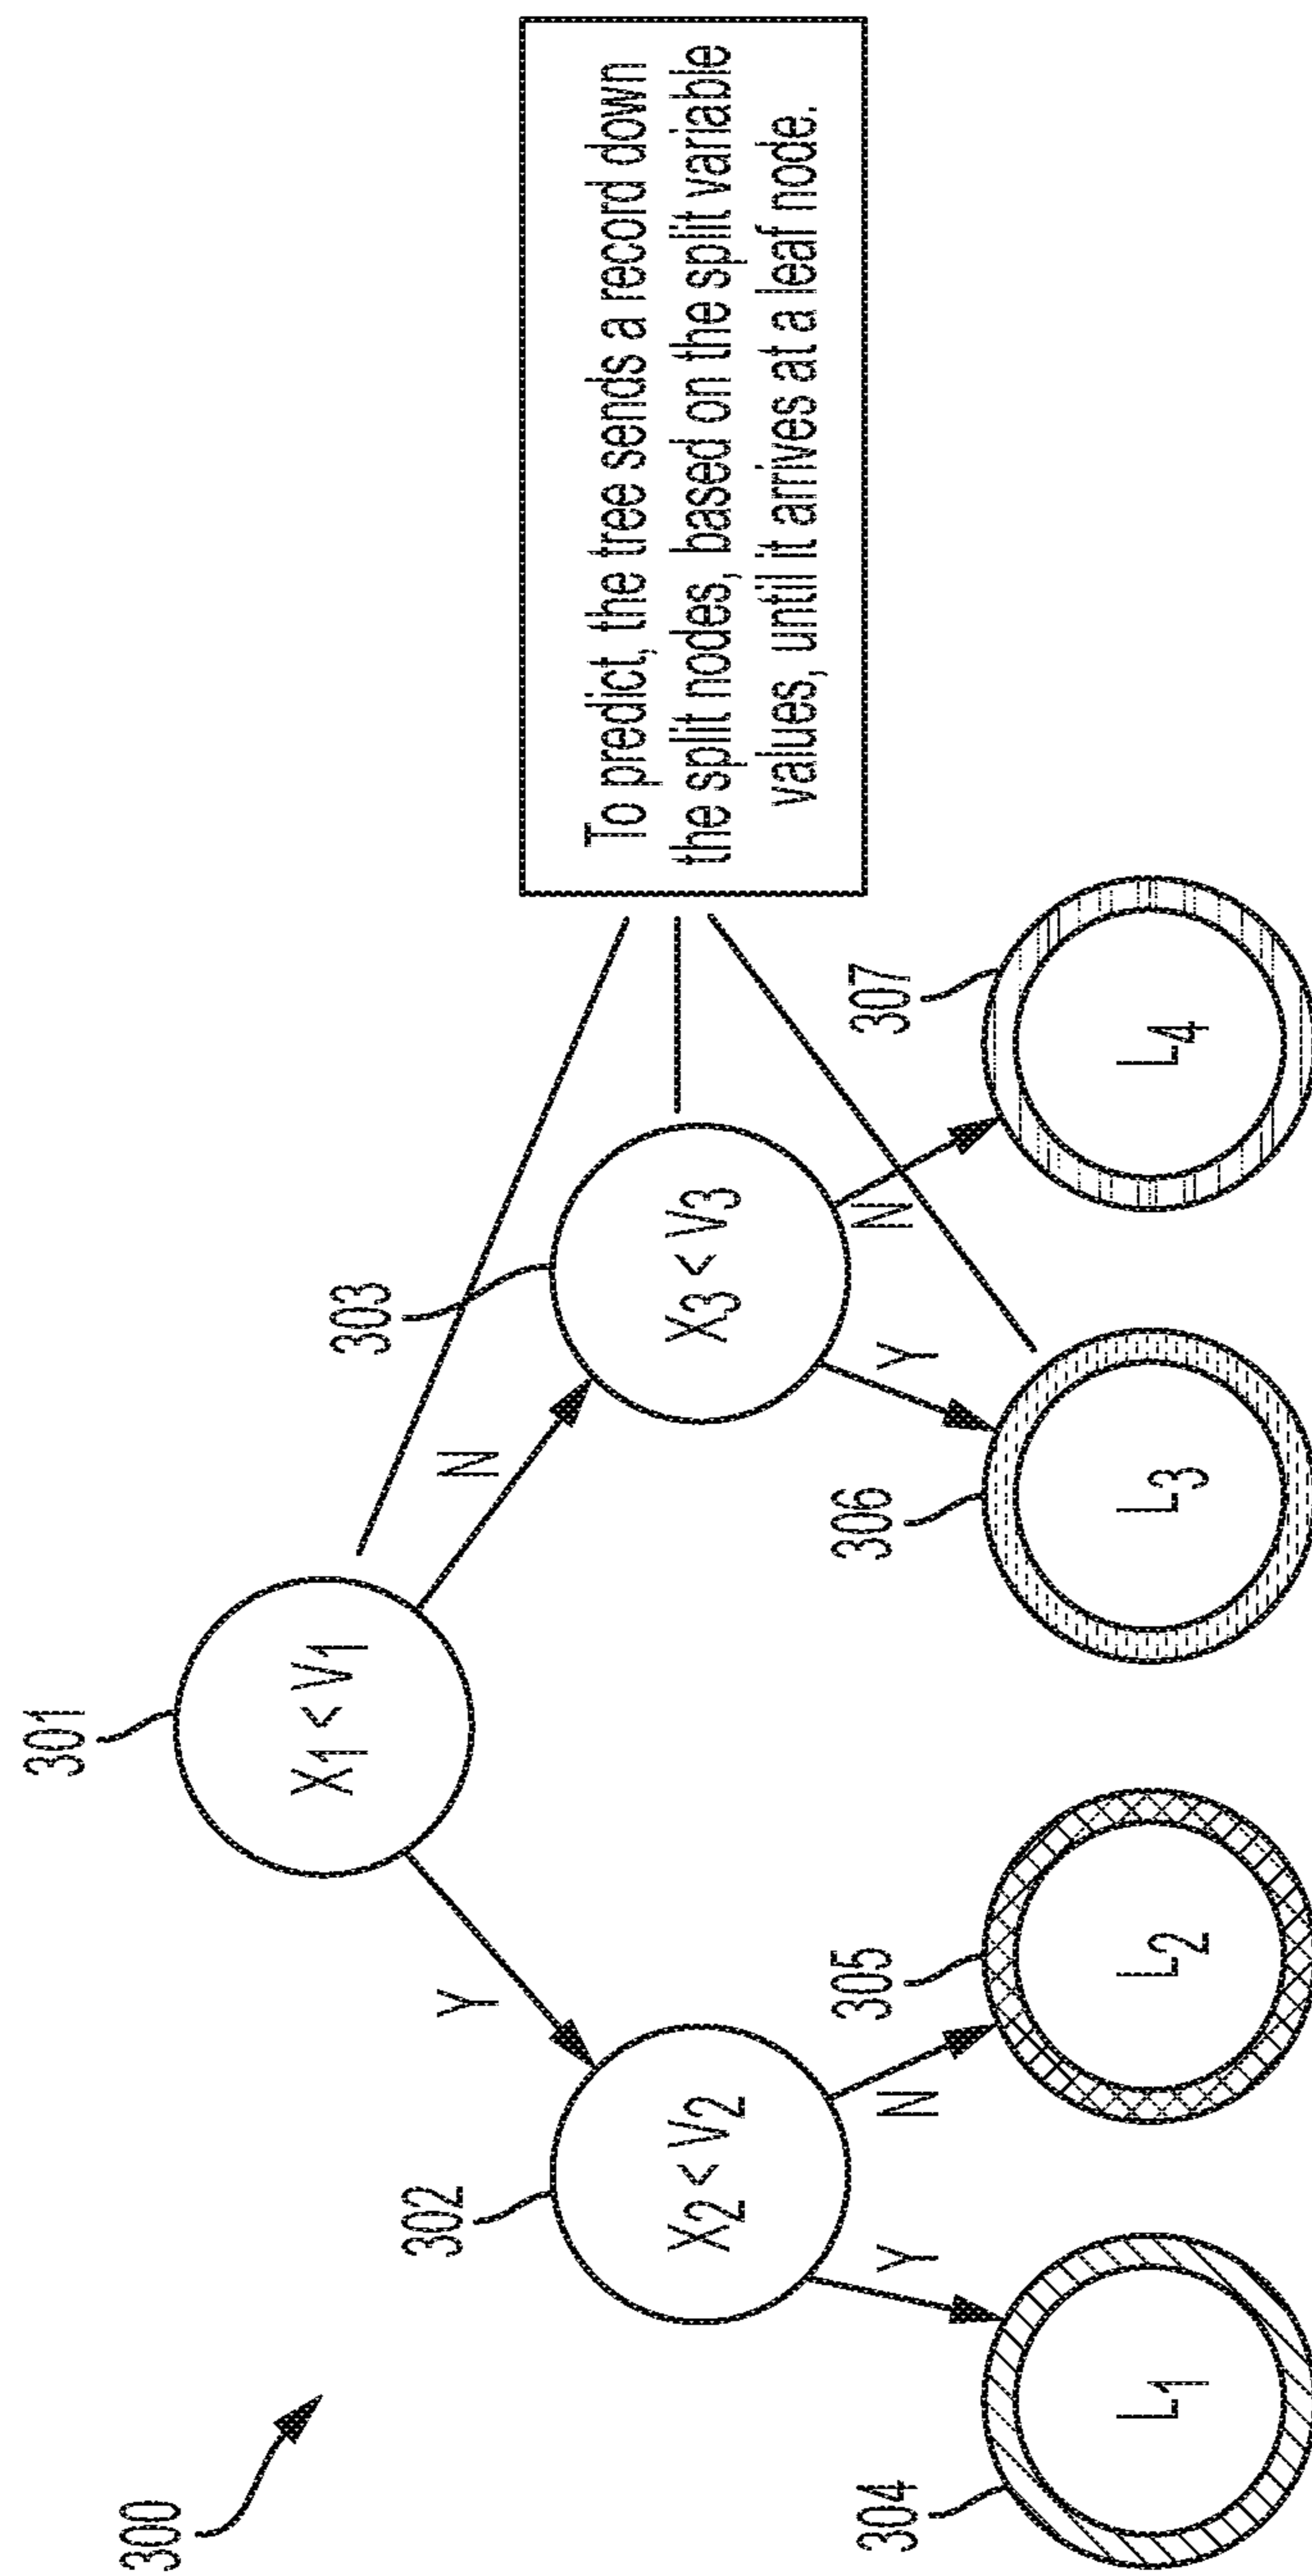 300
301
X1 < V1
Y
N
302
X2 < V2
303
X3 < V3
To predict, the tree sends a record down
the split nodes, based on the split variable
values, until it arrives at a leaf node.
Y
N
Y
N
304
L1
305
L2
306
L3
307
L4